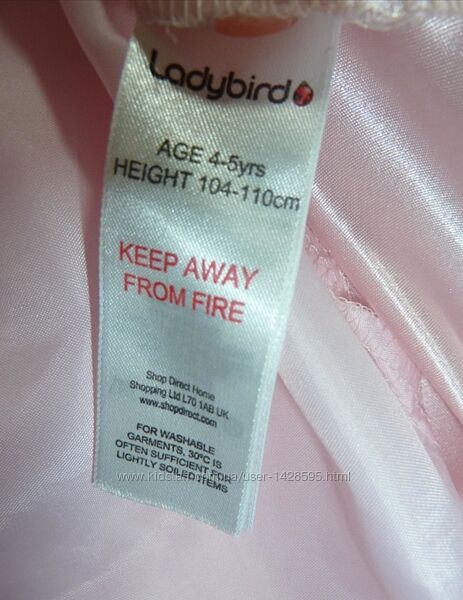 Ladybird
AGE 4-5yrs
HEIGHT 104-110cm
KEEP AWAY
FROM FIRE
Shop Direct Home
Shopping Ltd L70 1AB UK
www.shopdirect.com
FOR WASHABLE
GARMENTS, 30°C IS
OFTEN SUFFICIENT FOR
LIGHTLY SOILED ITEMS